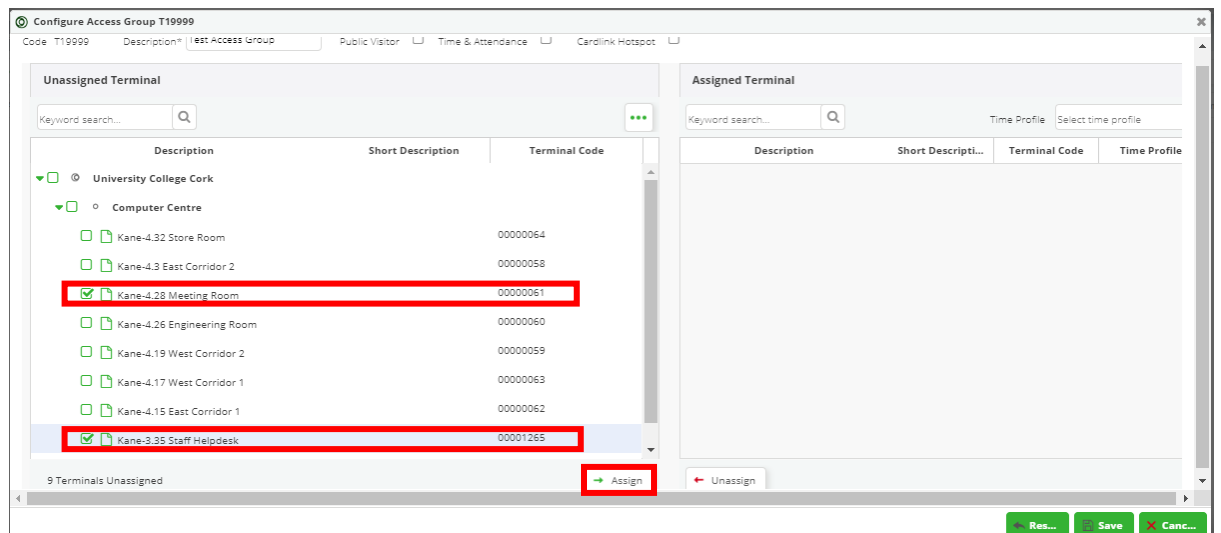 Configure Access Group T19999
Code T19999 Description* Test Access Group Public Visitor Time & Attendance Cardlink Hotspot
Unassigned Terminal
Keyword search...
Description Short Description Terminal Code
University College Cork
Computer Centre
Kane-4.32 Store Room 00000064
Kane-4.3 East Corridor 2 00000058
Kane-4.28 Meeting Room 00000061
Kane-4.26 Engineering Room 00000060
Kane-4.19 West Corridor 2 00000059
Kane-4.17 West Corridor 1 00000063
Kane-4.15 East Corridor 1 00000062
Kane-3.35 Staff Helpdesk 00001265
9 Terminals Unassigned Assign
Assigned Terminal
Keyword search... Time Profile Select time profile
Description Short Descripti... Terminal Code Time Profile
Unassign
Res... Save Canc...